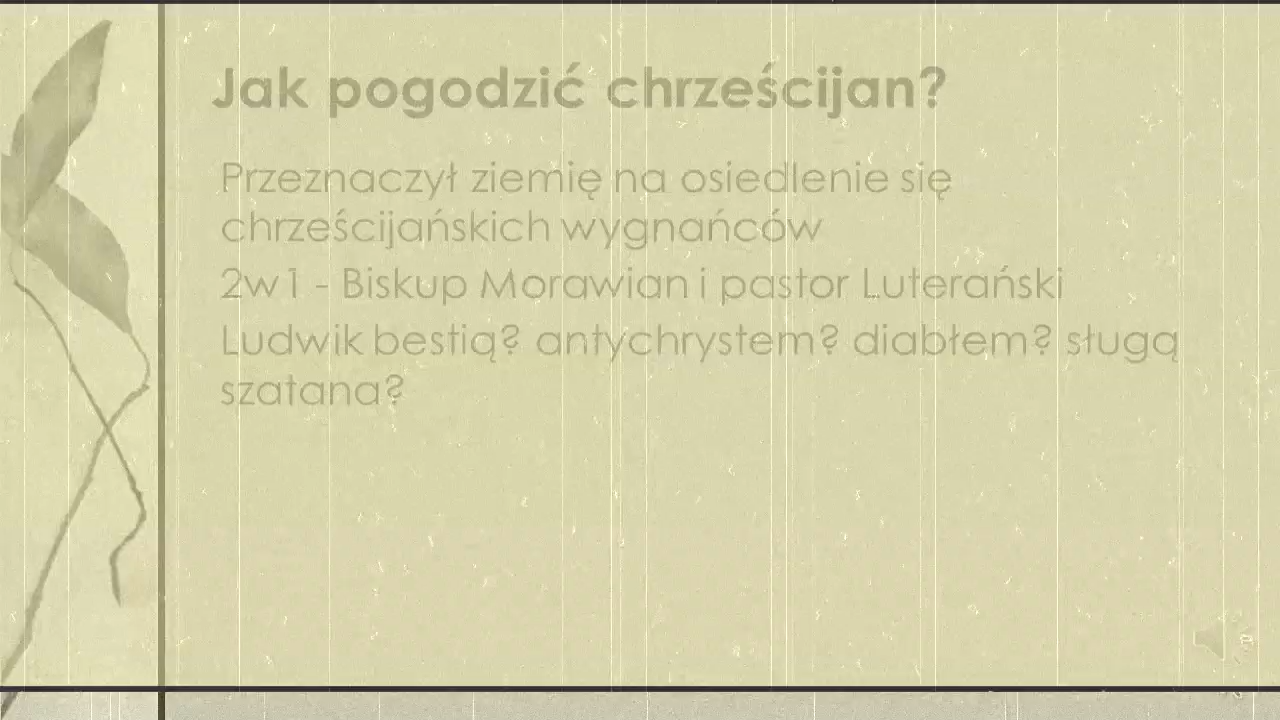 Jak pogodzić chrześcijan?
Przeznaczył ziemię na osiedlenie się
chrześcijańskich wygnańców
2w1 - Biskup Morawian i pastor Luterański
Ludwik bestią? antychrystem? diabłem? sługą
szatana?